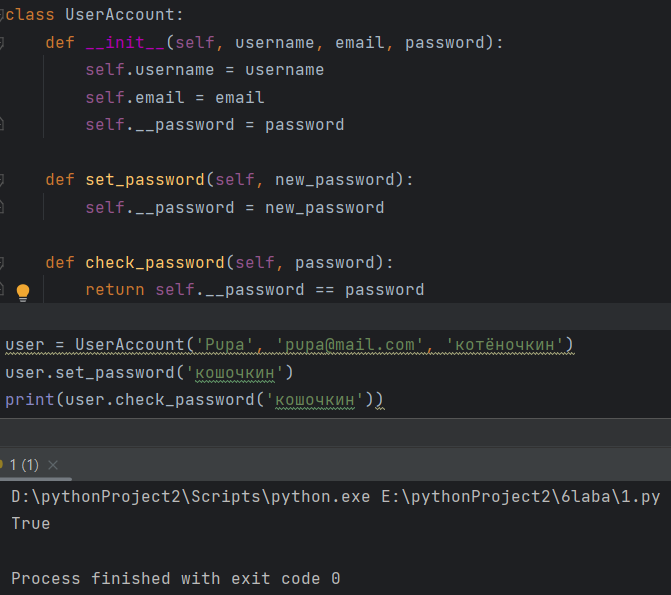 class UserAccount:
    def __init__(self, username, email, password):
        self.username = username
        self.email = email
        self.__password = password
    def set_password(self, new_password):
        self.__password = new_password
    def check_password(self, password):
        return self.__password == password
user = UserAccount('Pupa', 'pupa@mail.com', 'котёночкин')
user.set_password('кошочкин')
print(user.check_password('кошочкин'))
1 (1)
D:\pythonProject2\Scripts\python.exe E:\pythonProject2\6laba\1.py
True
Process finished with exit code 0